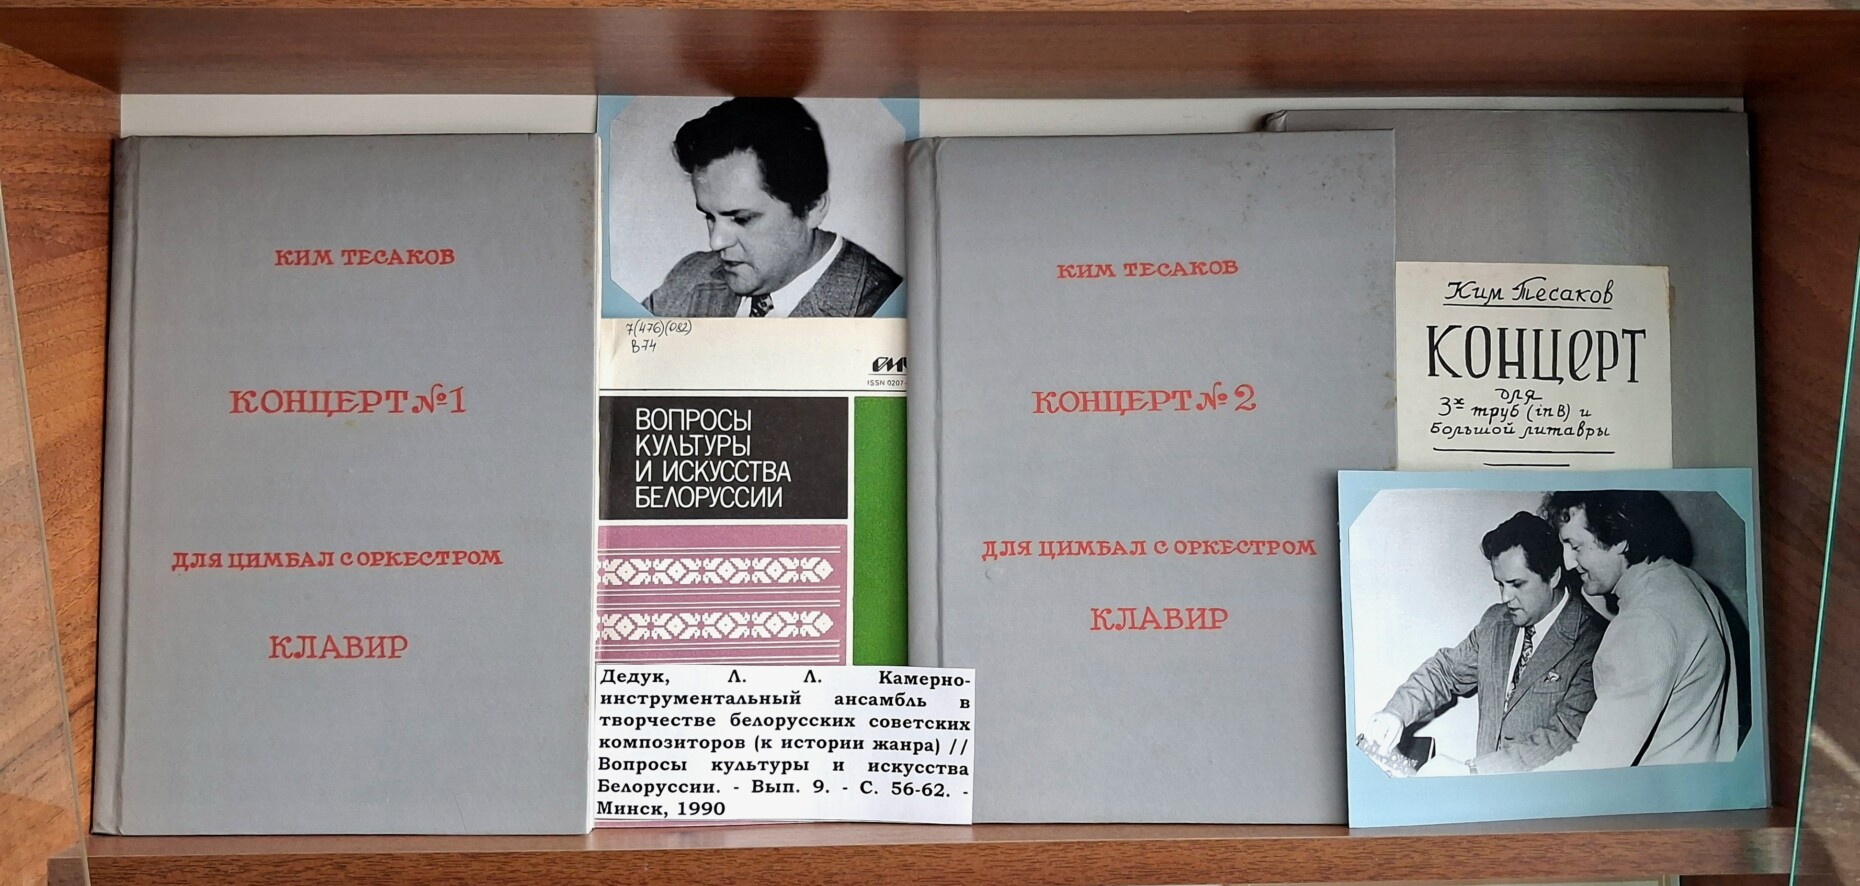 КИМ ТЕСАКОВ
КОНЦЕРТ №1
ДЛЯ ЦИМБАЛ С ОРКЕСТРОМ
КЛАВИР
7(476)(082)
В74
ISSN 0207-
ВОПРОСЫ
КУЛЬТУРЫ
И ИСКУССТВА
БЕЛОРУССИИ
Дедук, Л. Л. Камерно-
инструментальный ансамбль в
творчестве белорусских советских
композиторов (к истории жанра) //
Вопросы культуры и искусства
Белоруссии. - Вып. 9. - С. 56-62. -
Минск, 1990
КИМ ТЕСАКОВ
КОНЦЕРТ № 2
ДЛЯ ЦИМБАЛ С ОРКЕСТРОМ
КЛАВИР
Ким Тесаков
КОНЦЕРТ
для
3х труб (in B) и
большой литавры